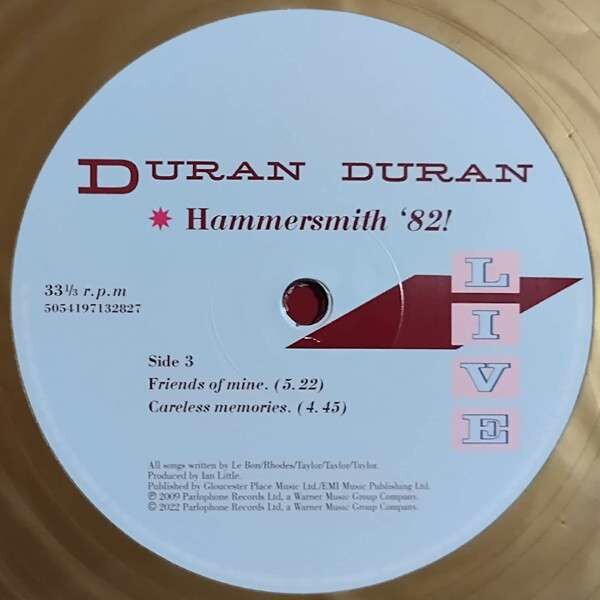 DURAN DURAN
✷ Hammersmith ‘82!
LIVE
33⅓ r.p.m
5054197132827
Side 3
Friends of mine. (5.22)
Careless memories. (4.45)
All songs written by Le Bon/Rhodes/Taylor/Taylor/Taylor.
Produced by Ian Little.
Published by Gloucester Place Music Ltd./EMI Music Publishing Ltd.
℗ 2009 Parlophone Records Ltd, a Warner Music Group Company.
© 2022 Parlophone Records Ltd, a Warner Music Group Company.